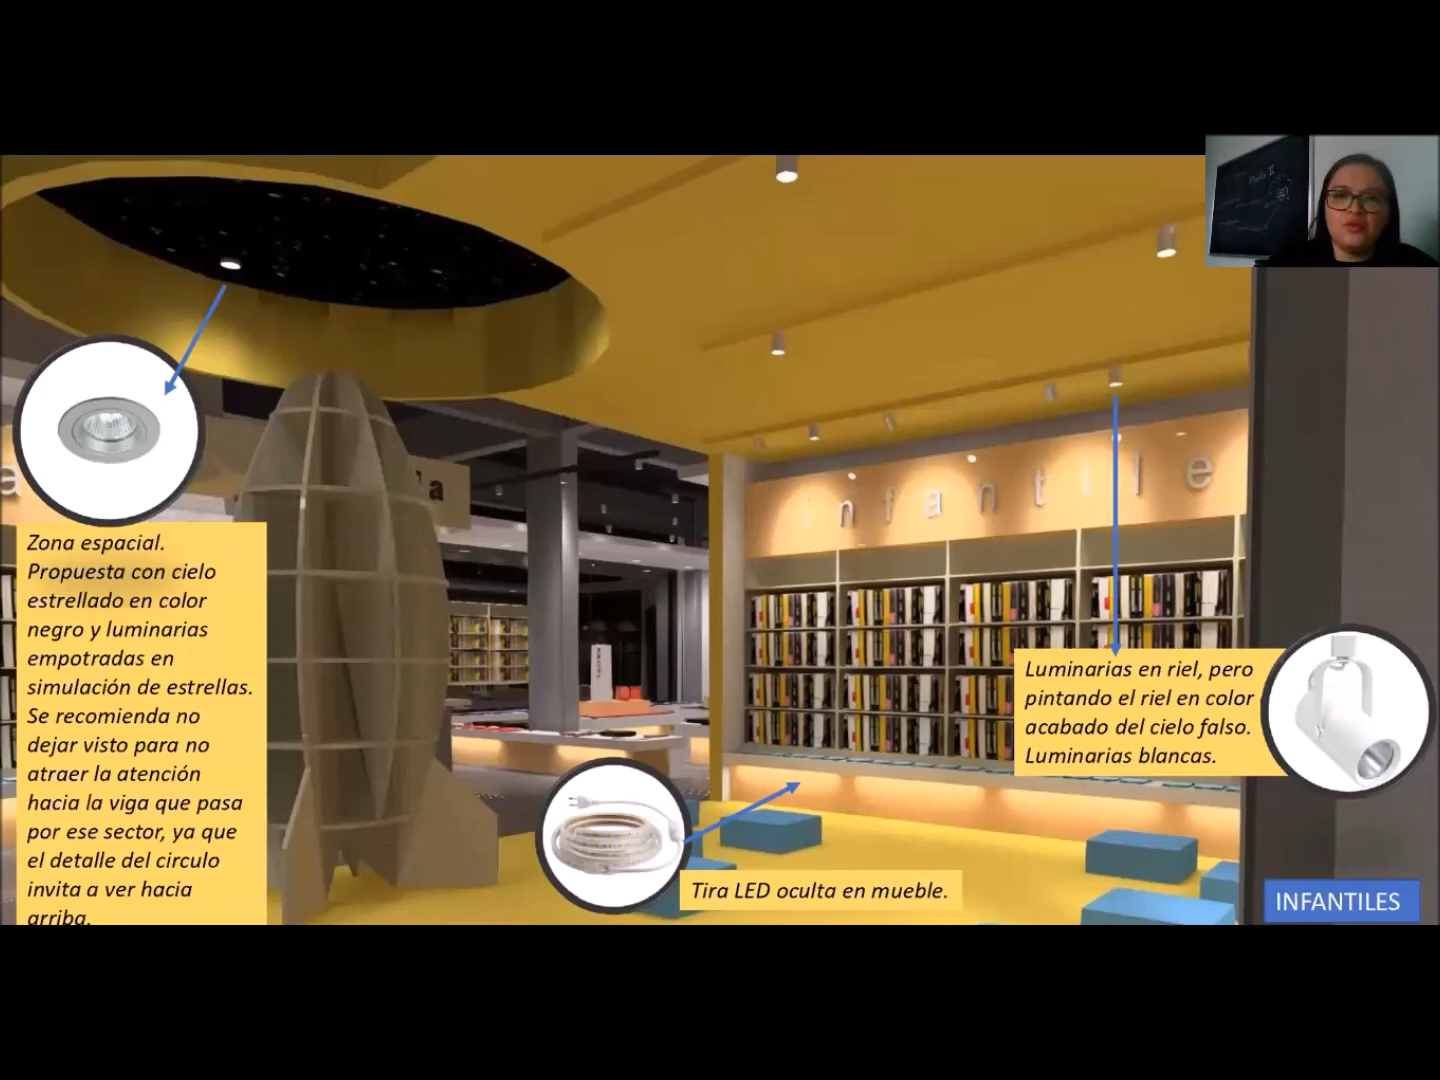 infantile
Zona espacial.
Propuesta con cielo
estrellado en color
negro y luminarias
empotradas en
simulación de estrellas.
Se recomienda no
dejar visto para no
atraer la atención
hacia la viga que pasa
por ese sector, ya que
el detalle del circulo
invita a ver hacia
arriba.
Luminarias en riel, pero
pintando el riel en color
acabado del cielo falso.
Luminarias blancas.
Tira LED oculta en mueble.
INFANTILES